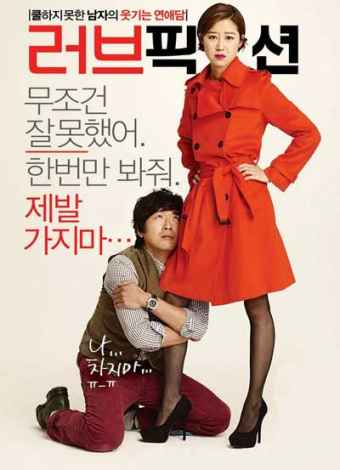 |쿨하지 못한 남자의 웃기는 연애담|
러브픽션
무조건
잘못했어.
한번만 봐줘.
제발
가지마…
나...
차지마...
ㅠ_ㅠ